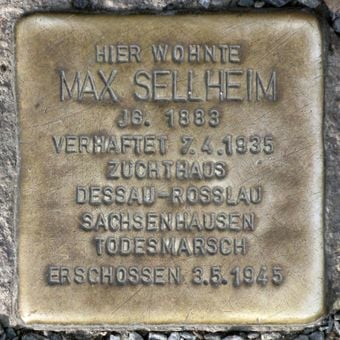 HIER WOHNTE
MAX SELLHEIM
JG. 1883
VERHAFTET 7.4.1935
ZUCHTHAUS
DESSAU-ROSSLAU
SACHSENHAUSEN
TODESMARSCH
ERSCHOSSEN 3.5.1945